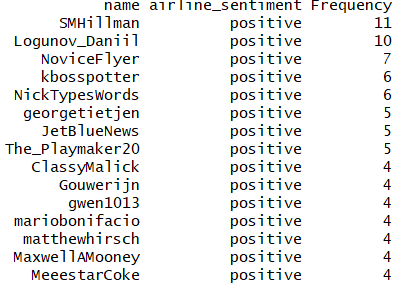 name airline_sentiment Frequency
SMHillman positive 11
Logunov_Daniil positive 10
NoviceFlyer positive 7
kbosspotter positive 6
NickTypesWords positive 6
georgetietjen positive 5
JetBlueNews positive 5
The_Playmaker20 positive 5
ClassyMalick positive 4
Gouwerijn positive 4
gwen1013 positive 4
mariobonifacio positive 4
matthewhirsch positive 4
MaxwellAMooney positive 4
MeeestarCoke positive 4